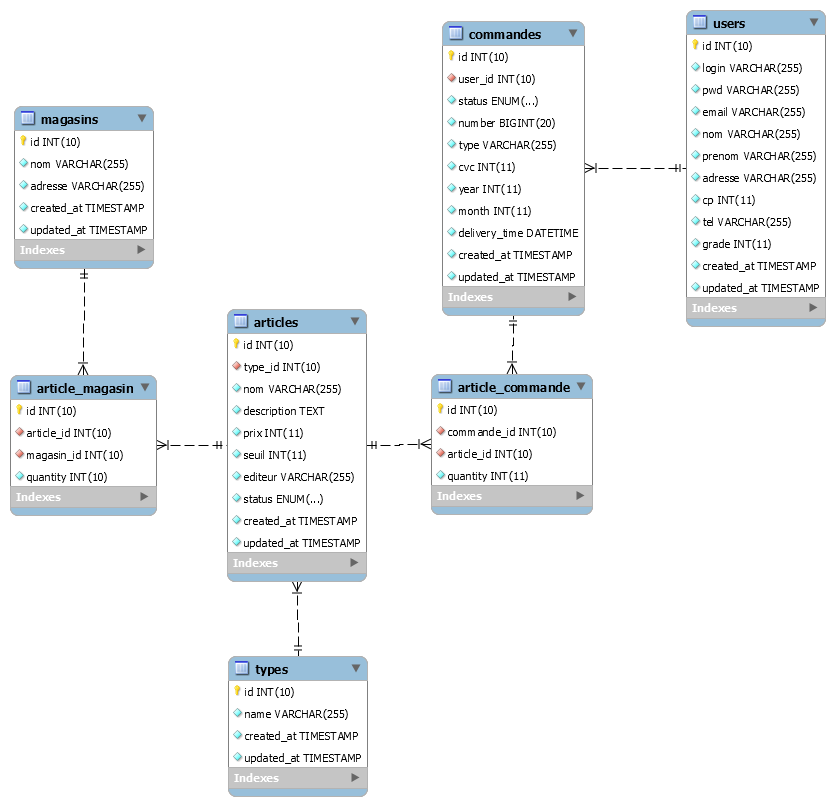 magasins
id INT(10)
nom VARCHAR(255)
adresse VARCHAR(255)
created_at TIMESTAMP
updated_at TIMESTAMP
Indexes
commandes
id INT(10)
user_id INT(10)
status ENUM(...)
number BIGINT(20)
type VARCHAR(255)
cvc INT(11)
year INT(11)
month INT(11)
delivery_time DATETIME
created_at TIMESTAMP
updated_at TIMESTAMP
Indexes
users
id INT(10)
login VARCHAR(255)
pwd VARCHAR(255)
email VARCHAR(255)
nom VARCHAR(255)
prenom VARCHAR(255)
adresse VARCHAR(255)
cp INT(11)
tel VARCHAR(255)
grade INT(11)
created_at TIMESTAMP
updated_at TIMESTAMP
Indexes
article_magasin
id INT(10)
article_id INT(10)
magasin_id INT(10)
quantity INT(10)
Indexes
articles
id INT(10)
type_id INT(10)
nom VARCHAR(255)
description TEXT
prix INT(11)
seuil INT(11)
editeur VARCHAR(255)
status ENUM(...)
created_at TIMESTAMP
updated_at TIMESTAMP
Indexes
article_commande
id INT(10)
commande_id INT(10)
article_id INT(10)
quantity INT(11)
Indexes
types
id INT(10)
name VARCHAR(255)
created_at TIMESTAMP
updated_at TIMESTAMP
Indexes